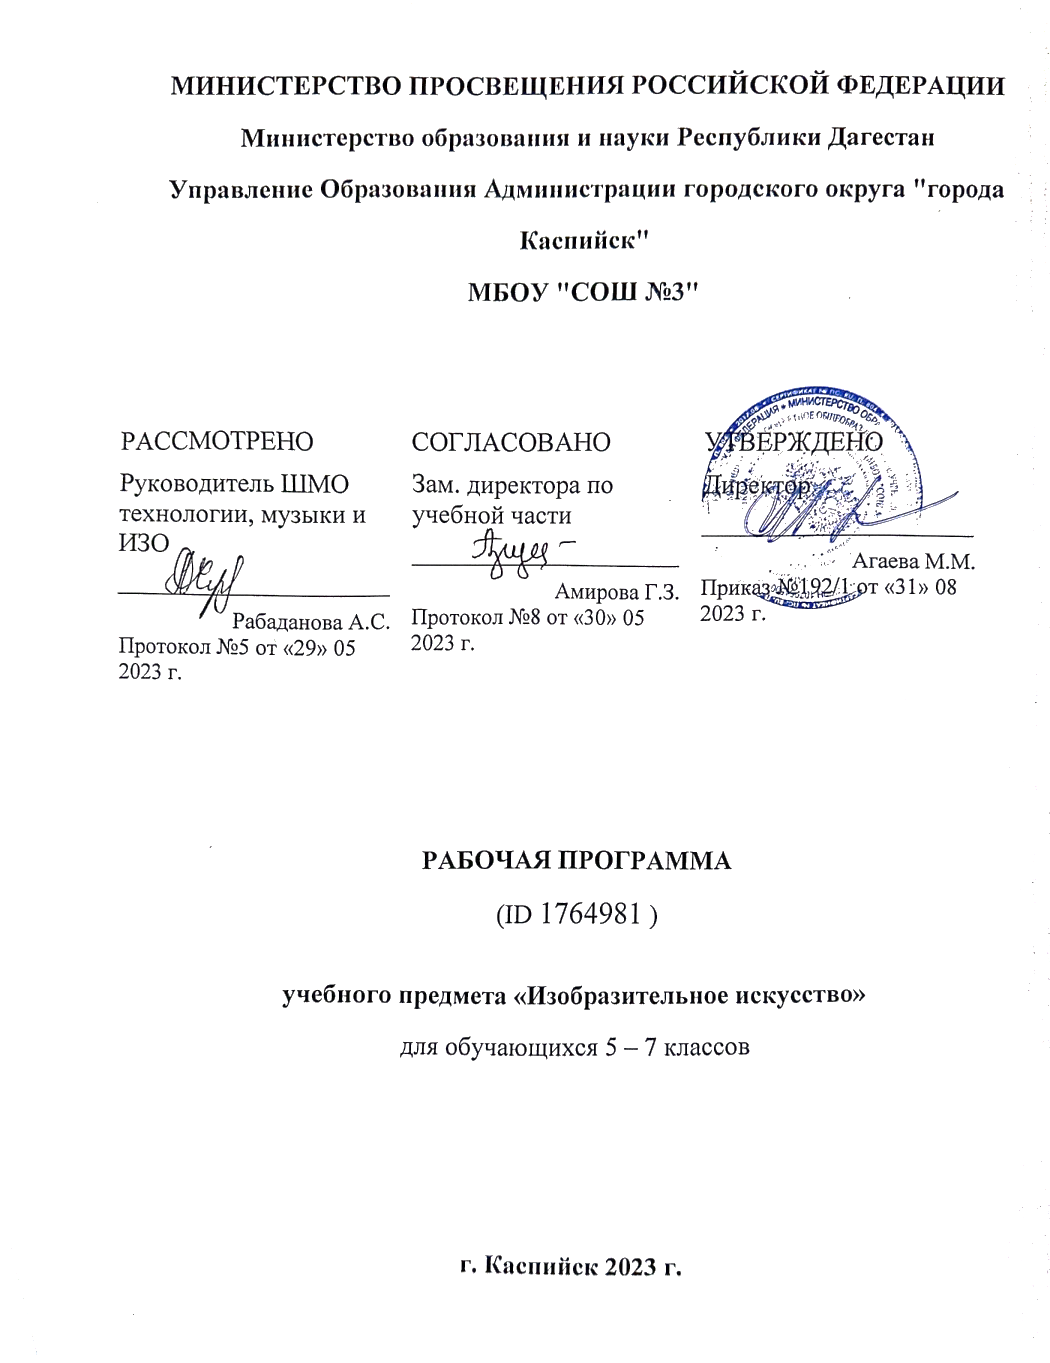 МИНИСТЕРСТВО ПРОСВЕЩЕНИЯ РОССИЙСКОЙ ФЕДЕРАЦИИ
Министерство образования и науки Республики Дагестан
Управление Образования Администрации городского округа "города
Каспийск"
МБОУ "СОШ №3"
РАССМОТРЕНО
Руководитель ШМО
технологии, музыки и
ИЗО
Рабаданова А.С.
Протокол №5 от «29» 05
2023 г.
СОГЛАСОВАНО
Зам. директора по
учебной части
Амирова Г.З.
Протокол №8 от «30» 05
2023 г.
УТВЕРЖДЕНО
Директор
Агаева М.М.
Приказ №192/1 от «31» 08
2023 г.
РАБОЧАЯ ПРОГРАММА
(ID 1764981 )
учебного предмета «Изобразительное искусство»
для обучающихся 5 – 7 классов
г. Каспийск 2023 г.